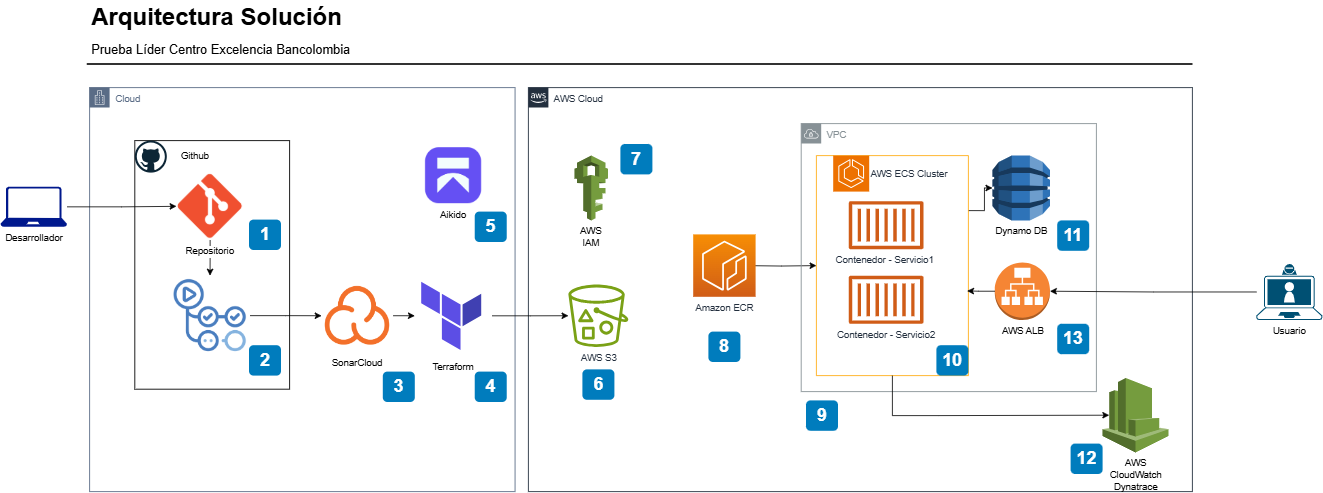 Arquitectura Solución
Prueba Líder Centro Excelencia Bancolombia
Cloud
Github
Desarrollador
Repositorio
1
2
SonarCloud
3
Aikido
5
Terraform
4
aws
AWS Cloud
7
AWS
IAM
AWS S3
6
Amazon ECR
8
VPC
AWS ECS Cluster
Contenedor - Servicio1
Contenedor - Servicio2
10
9
Dynamo DB
11
AWS ALB
13
12
AWS
CloudWatch
Dynatrace
Usuario